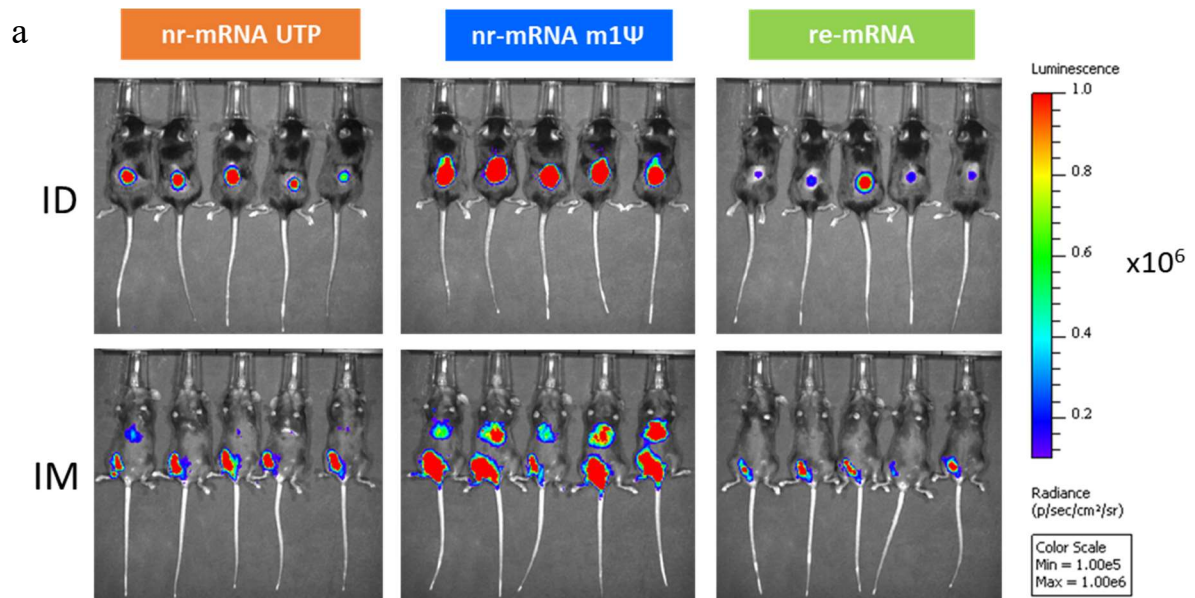 a
nr-mRNA UTP
nr-mRNA m1Ψ
re-mRNA
ID
IM
Luminescence
1.0
0.8
0.6
0.4
0.2
x10⁶
Radiance
(p/sec/cm²/sr)
Color Scale
Min = 1.00e5
Max = 1.00e6